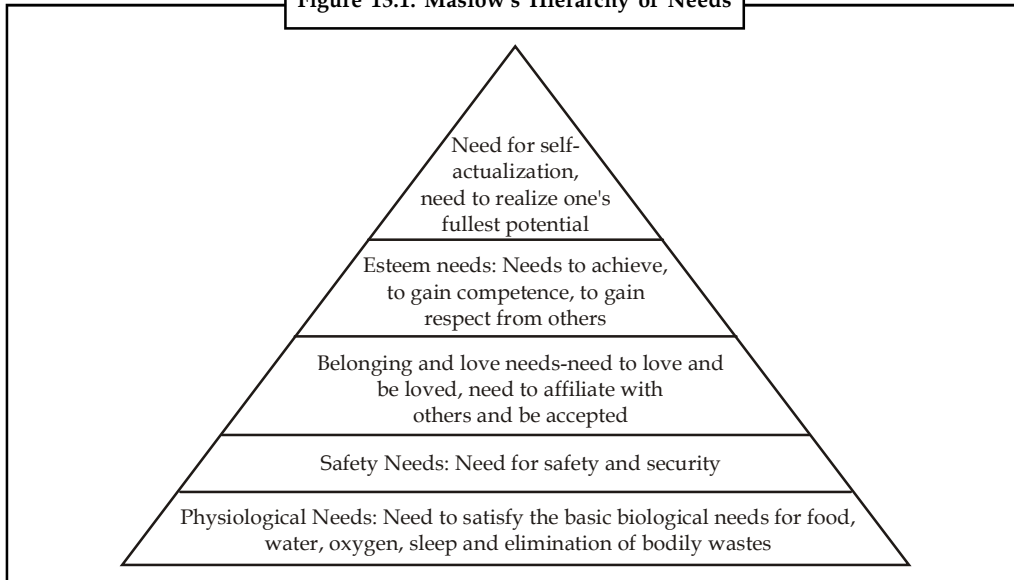 Figure 13.1: Maslow's Hierarchy of Needs
Need for self-
actualization,
need to realize one's
fullest potential
Esteem needs: Needs to achieve,
to gain competence, to gain
respect from others
Belonging and love needs-need to love and
be loved, need to affiliate with
others and be accepted
Safety Needs: Need for safety and security
Physiological Needs: Need to satisfy the basic biological needs for food,
water, oxygen, sleep and elimination of bodily wastes